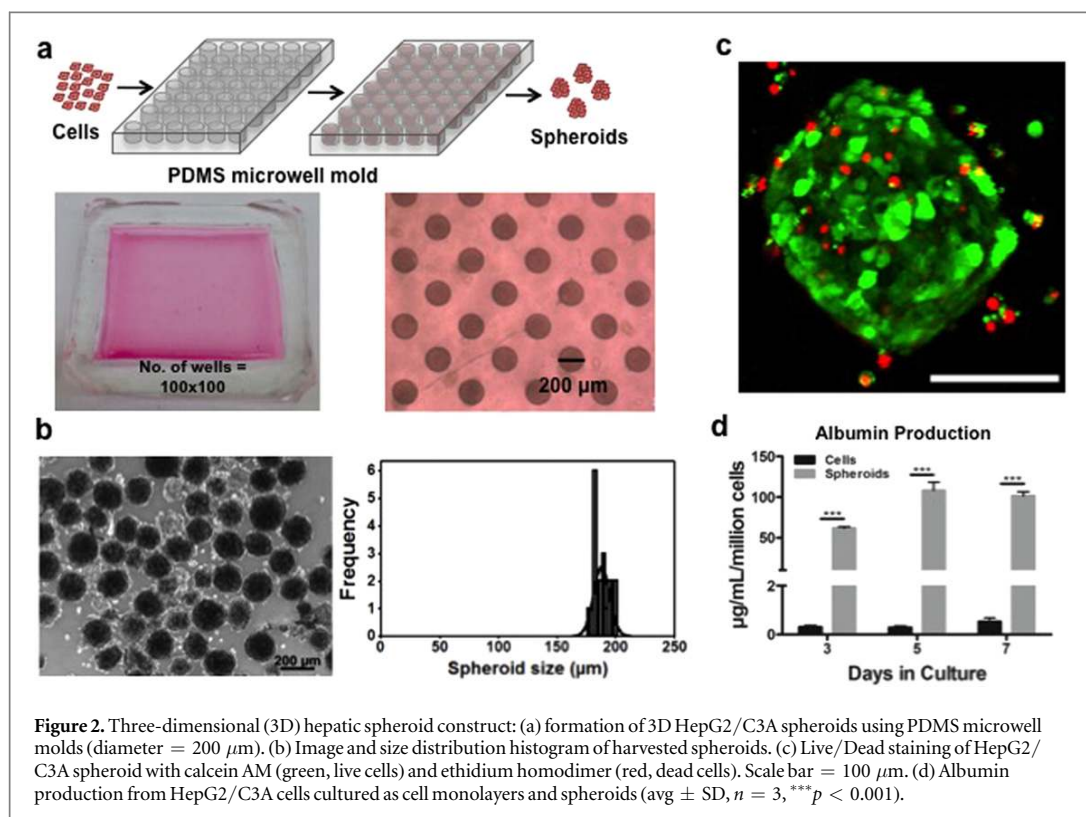 a
Cells
Spheroids
PDMS microwell mold
No. of wells =
100x100
200 µm
b
200 µm
Frequency
6
5
4
3
2
1
0
0 50 100 150 200 250
Spheroid size (µm)
c
d
Albumin Production
Cells
Spheroids
µg/mL/million cells
150
100
50
2
0
***
***
***
3 5 7
Days in Culture
Figure 2. Three-dimensional (3D) hepatic spheroid construct: (a) formation of 3D HepG2/C3A spheroids using PDMS microwell
molds (diameter = 200 μm). (b) Image and size distribution histogram of harvested spheroids. (c) Live/Dead staining of HepG2/
C3A spheroid with calcein AM (green, live cells) and ethidium homodimer (red, dead cells). Scale bar = 100 μm. (d) Albumin
production from HepG2/C3A cells cultured as cell monolayers and spheroids (avg ± SD, n = 3, ***p < 0.001).